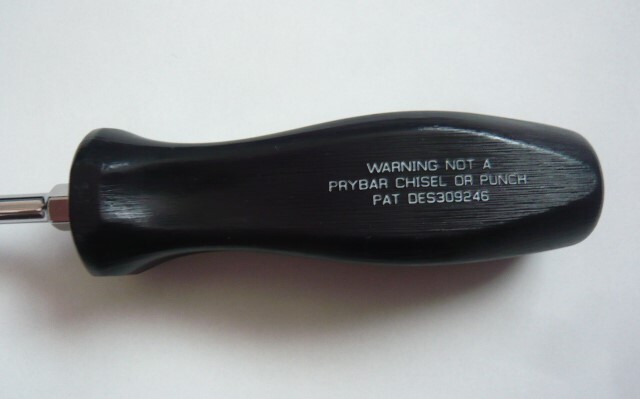 WARNING NOT A
PRYBAR CHISEL OR PUNCH
PAT DES309246